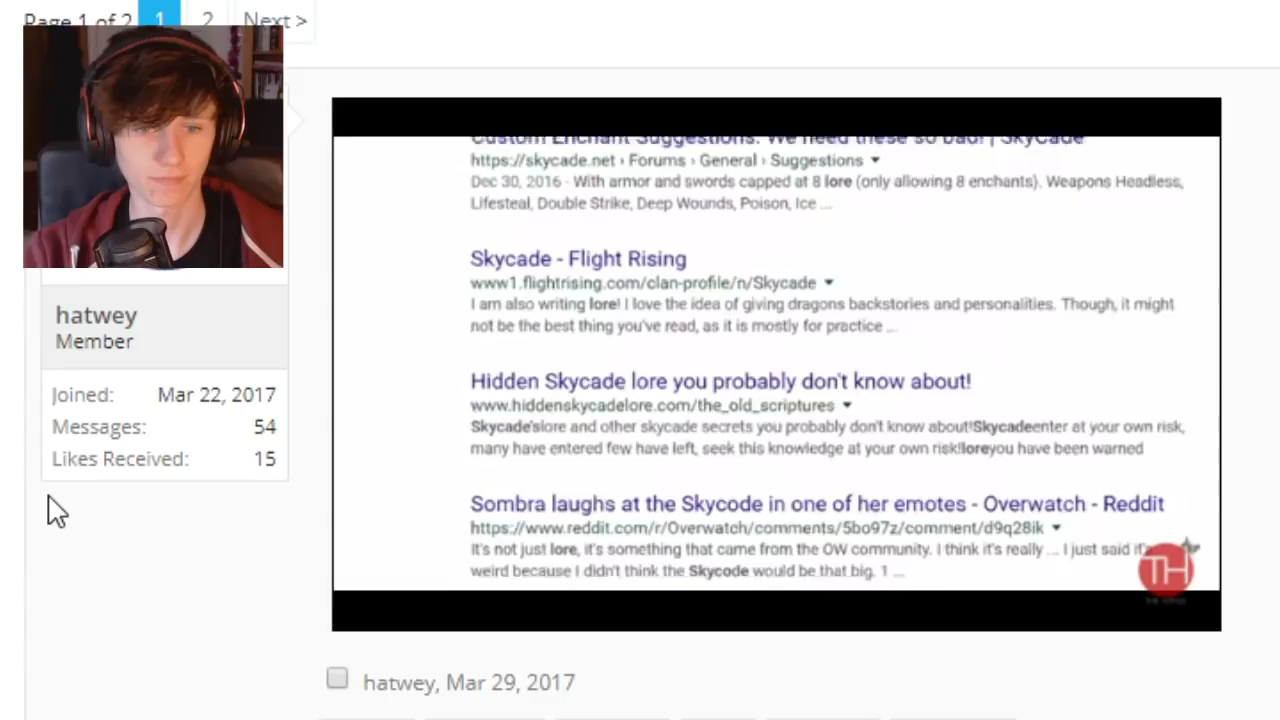 Page 1 of 2 1 2 Next >
Custom Enchant Suggestions. We need these so bad! | SkyCade
https://skycade.net › Forums › General › Suggestions ▼
Dec 30, 2016 - With armor and swords capped at 8 lore (only allowing 8 enchants). Weapons Headless,
Lifesteal, Double Strike, Deep Wounds, Poison, Ice ...
Skycade - Flight Rising
www1.flightrising.com/clan-profile/n/Skycade ▼
I am also writing lore! I love the idea of giving dragons backstories and personalities. Though, it might
not be the best thing you've read, as it is mostly for practice ...
Hidden Skycade lore you probably don't know about!
www.hiddenskycadelore.com/the_old_scriptures ▼
Skycade'slore and other skycade secrets you probably don't know about!Skycadeenter at your own risk,
many have entered few have left, seek this knowledge at your own risk!loreyou have been warned
Sombra laughs at the Skycode in one of her emotes - Overwatch - Reddit
https://www.reddit.com/r/Overwatch/comments/5bo97z/comment/d9q28ik ▼
It's not just lore, it's something that came from the OW community. I think it's really ... I just said it's
weird because I didn't think the Skycode would be that big. 1 ...
TH
hatwey
Member
Joined: Mar 22, 2017
Messages: 54
Likes Received: 15
hatwey, Mar 29, 2017